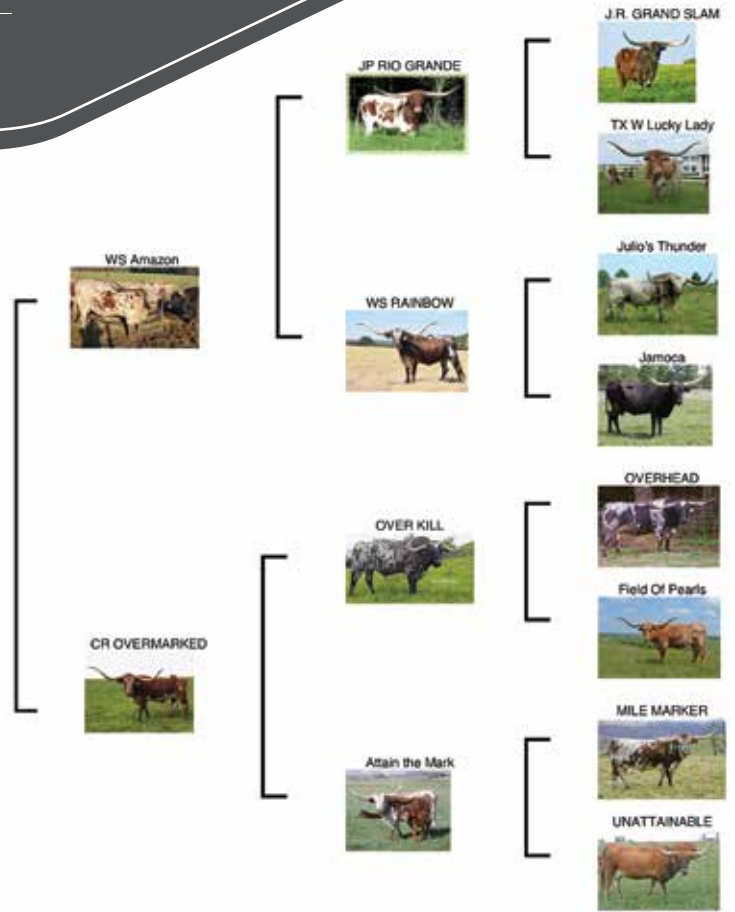 J.R. GRAND SLAM
JP RIO GRANDE
TX W Lucky Lady
WS Amazon
Julio's Thunder
WS RAINBOW
Jamoca
OVERHEAD
OVER KILL
Field Of Pearls
CR OVERMARKED
MILE MARKER
Attain the Mark
UNATTAINABLE